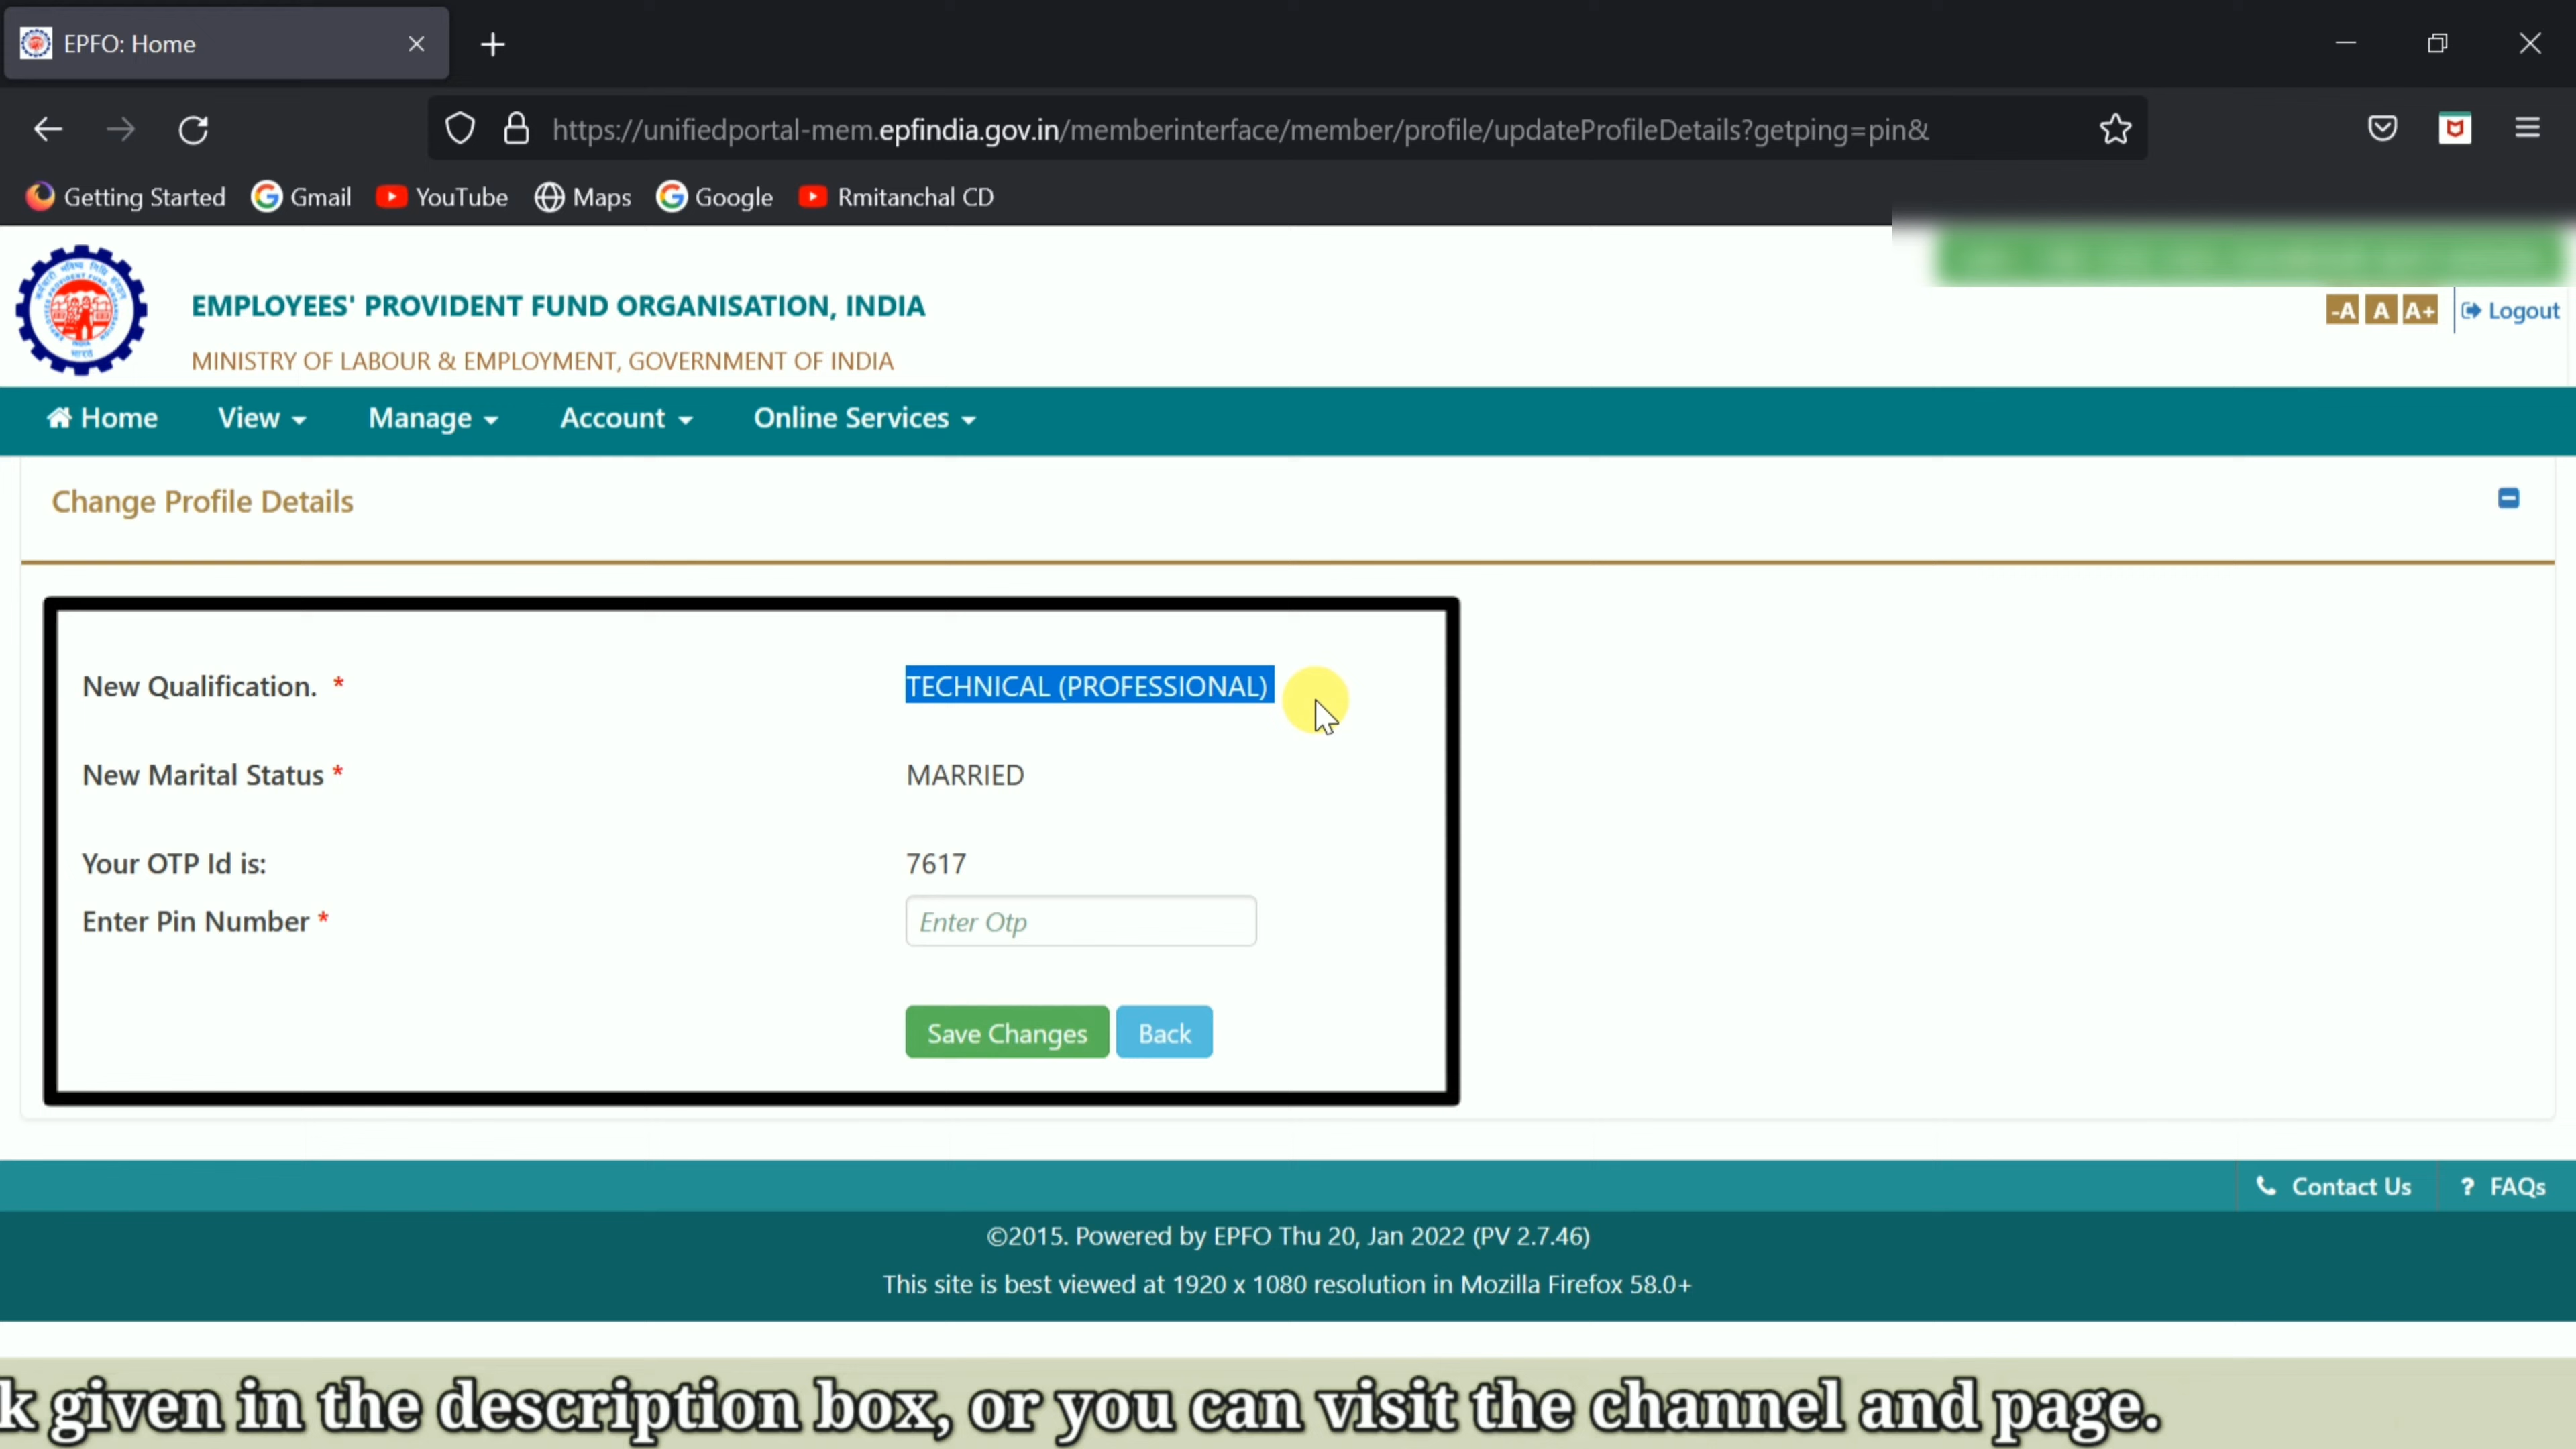 EPFO: Home
https://unifiedportal-mem.epfindia.gov.in/memberinterface/member/profile/updateProfileDetails?getping=pin&
Getting Started Gmail YouTube Maps Google Rmitanchal CD
EMPLOYEES' PROVIDENT FUND ORGANISATION, INDIA
MINISTRY OF LABOUR & EMPLOYMENT, GOVERNMENT OF INDIA
-A A A+ Logout
Home View Manage Account Online Services
Change Profile Details
New Qualification. * TECHNICAL (PROFESSIONAL)
New Marital Status * MARRIED
Your OTP Id is: 7617
Enter Pin Number * Enter Otp
Save Changes Back
Contact Us ? FAQs
©2015. Powered by EPFO Thu 20, Jan 2022 (PV 2.7.46)
This site is best viewed at 1920 x 1080 resolution in Mozilla Firefox 58.0+
k given in the description box, or you can visit the channel and page.